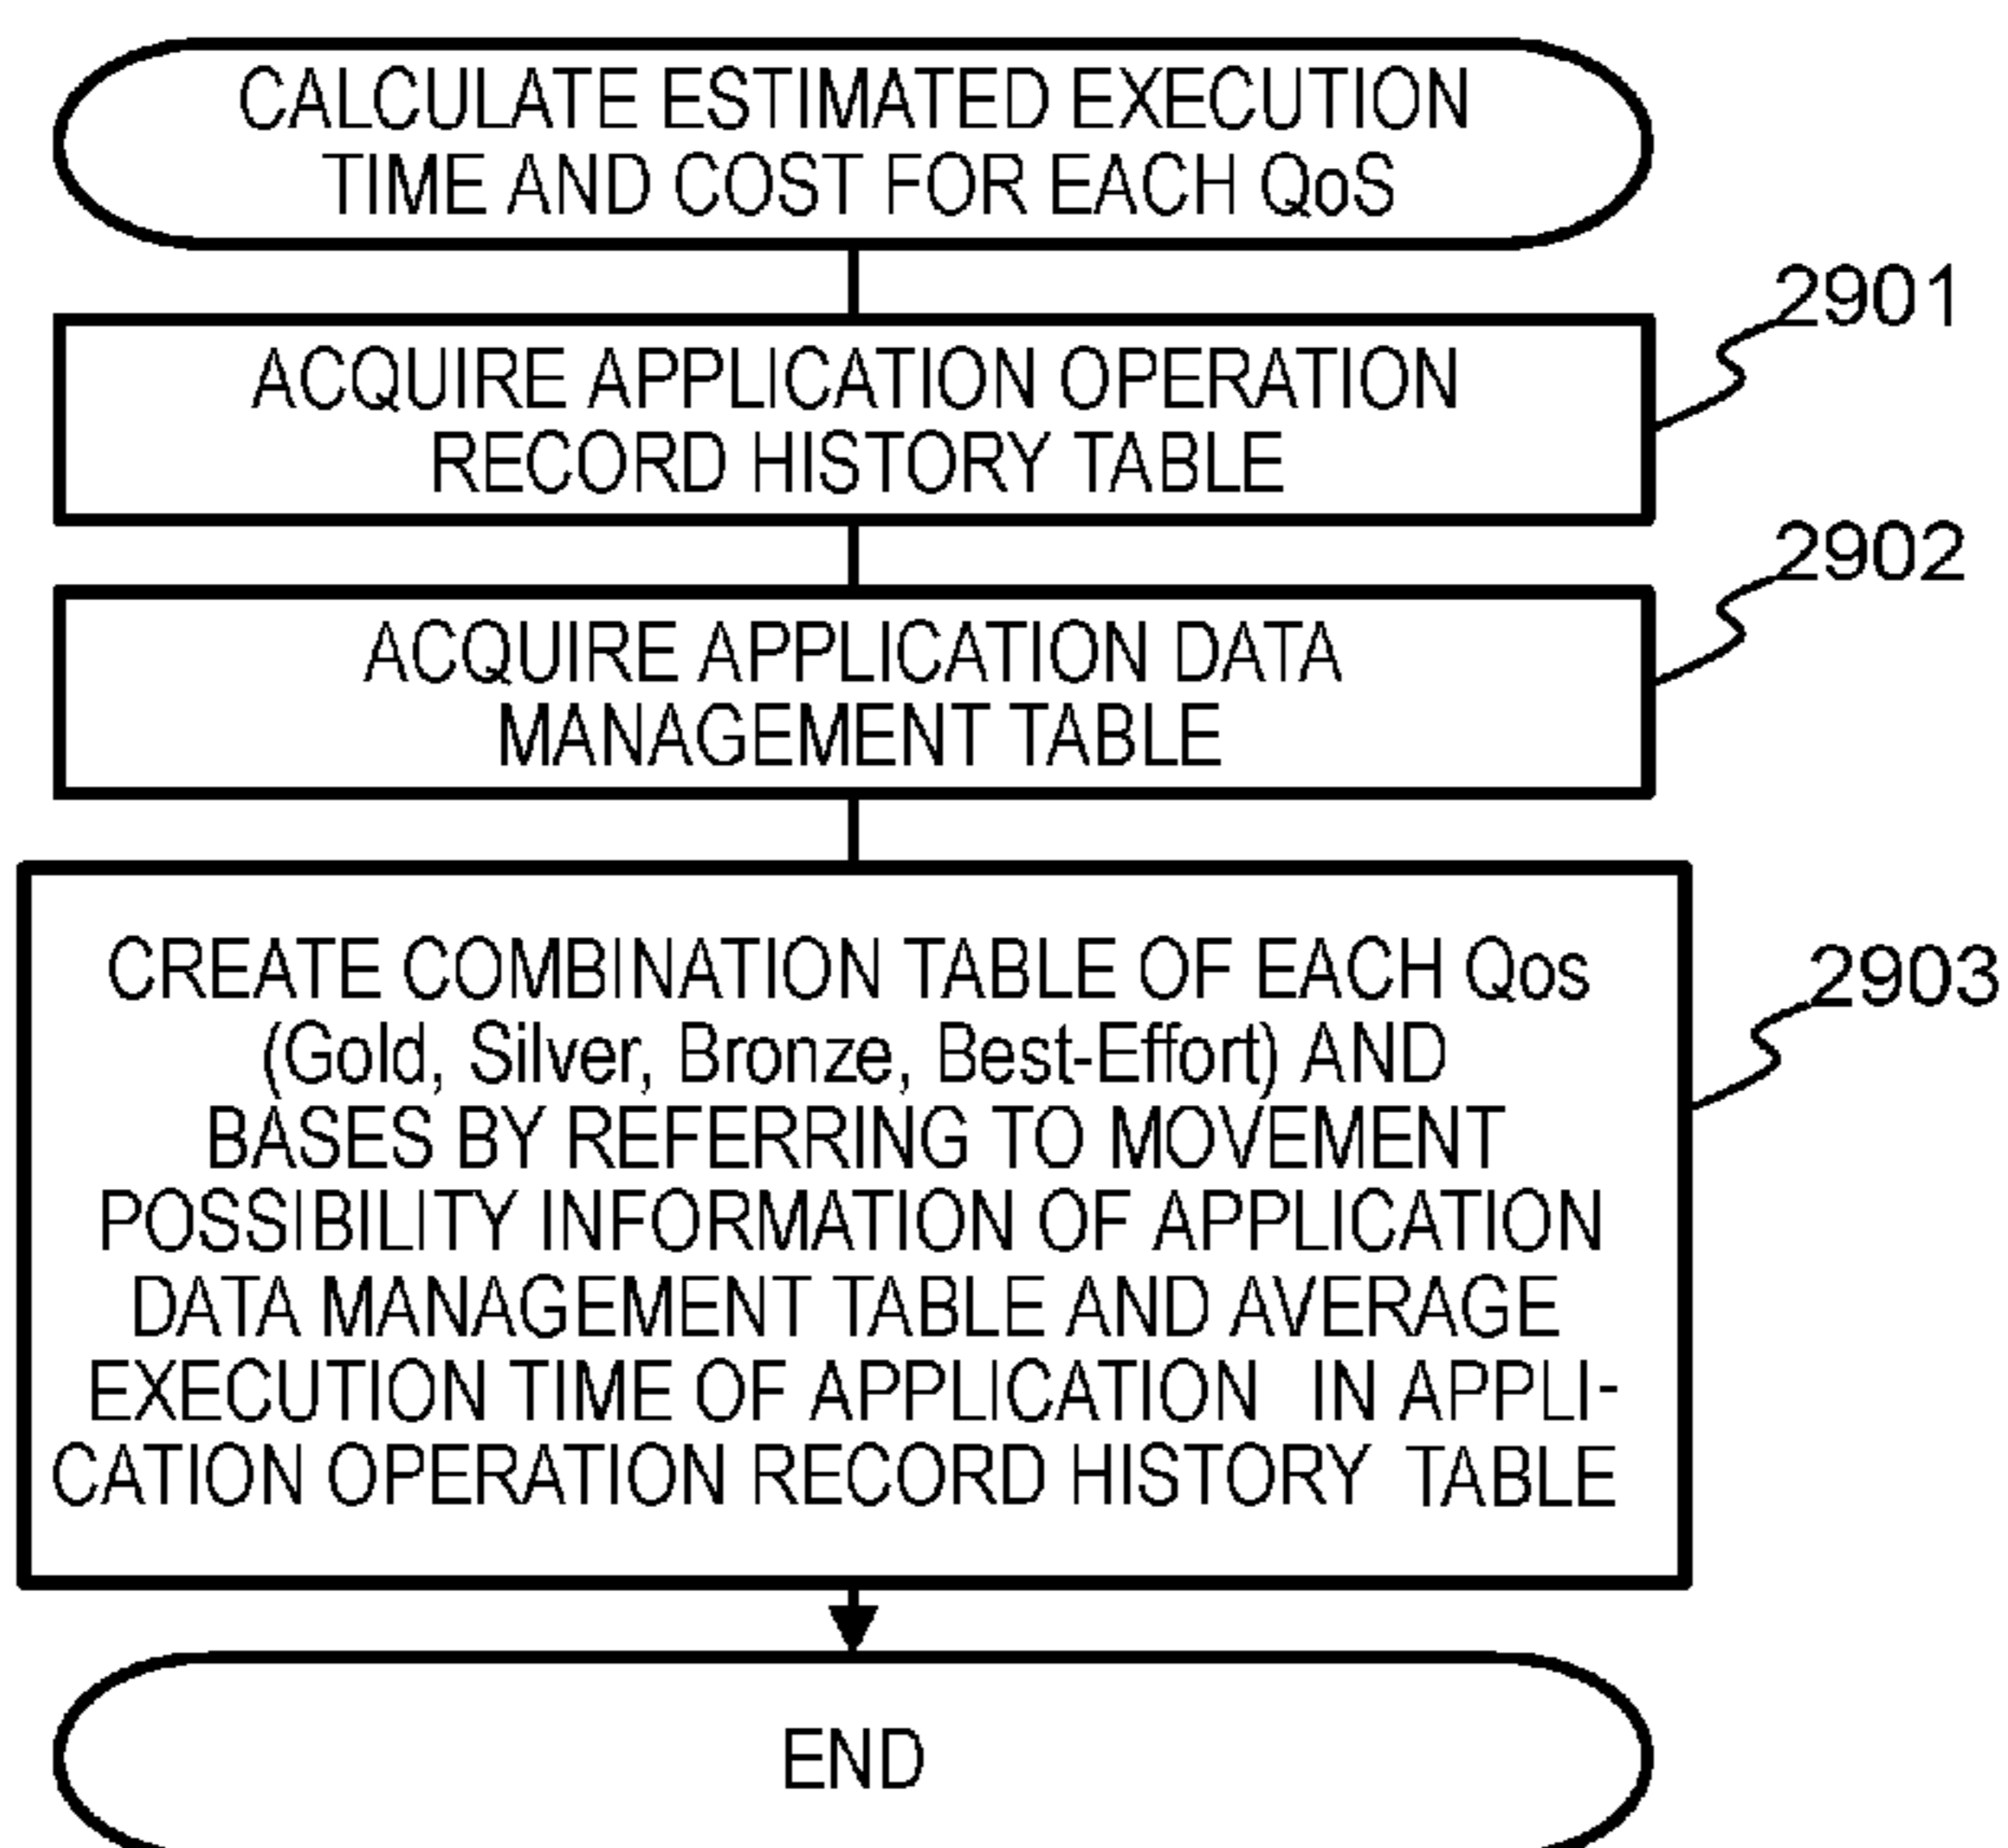 CALCULATE ESTIMATED EXECUTION
TIME AND COST FOR EACH QoS
2901
ACQUIRE APPLICATION OPERATION
RECORD HISTORY TABLE
2902
ACQUIRE APPLICATION DATA
MANAGEMENT TABLE
2903
CREATE COMBINATION TABLE OF EACH Qos
(Gold, Silver, Bronze, Best-Effort) AND
BASES BY REFERRING TO MOVEMENT
POSSIBILITY INFORMATION OF APPLICATION
DATA MANAGEMENT TABLE AND AVERAGE
EXECUTION TIME OF APPLICATION IN APPLI-
CATION OPERATION RECORD HISTORY TABLE
END